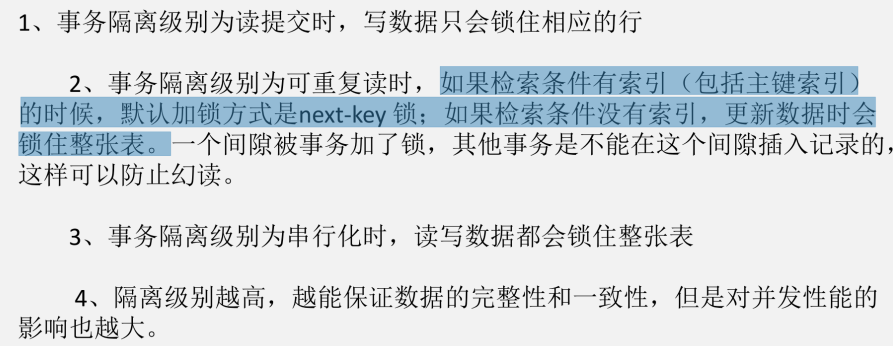 1、事务隔离级别为读提交时，写数据只会锁住相应的行
2、事务隔离级别为可重复读时，如果检索条件有索引（包括主键索引）
的时候，默认加锁方式是next-key 锁；如果检索条件没有索引，更新数据时会
锁住整张表。一个间隙被事务加了锁，其他事务是不能在这个间隙插入记录的，
这样可以防止幻读。
3、事务隔离级别为串行化时，读写数据都会锁住整张表
4、隔离级别越高，越能保证数据的完整性和一致性，但是对并发性能的
影响也越大。